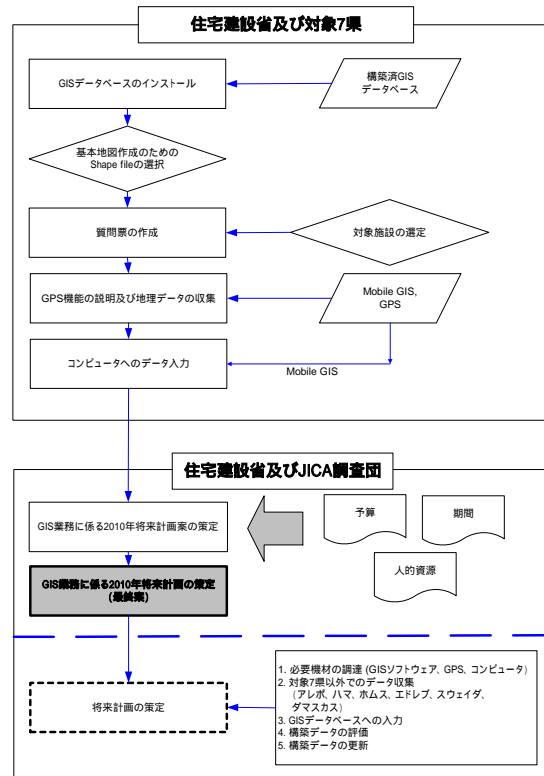 住宅建設省及び対象7県
GISデータベースのインストール
構築済GIS
データベース
基本地図作成のための
Shape fileの選択
質問票の作成
対象施設の選定
GPS機能の説明及び地理データの収集
Mobile GIS,
GPS
コンピュータへのデータ入力
Mobile GIS
住宅建設省及びJICA調査団
GIS業務に係る2010年将来計画案の策定
予算
期間
人的資源
GIS業務に係る2010年将来計画の策定
(最終案)
将来計画の策定
1. 必要機材の調達 (GISソフトウェア、GPS、コンピュータ)
2. 対象7県以外でのデータ収集
(アレッポ、ハマ、ホムス、エドレブ、スウェイダ、
ダマスカス)
3. GISデータベースへの入力
4. 構築データの評価
5. 構築データの更新